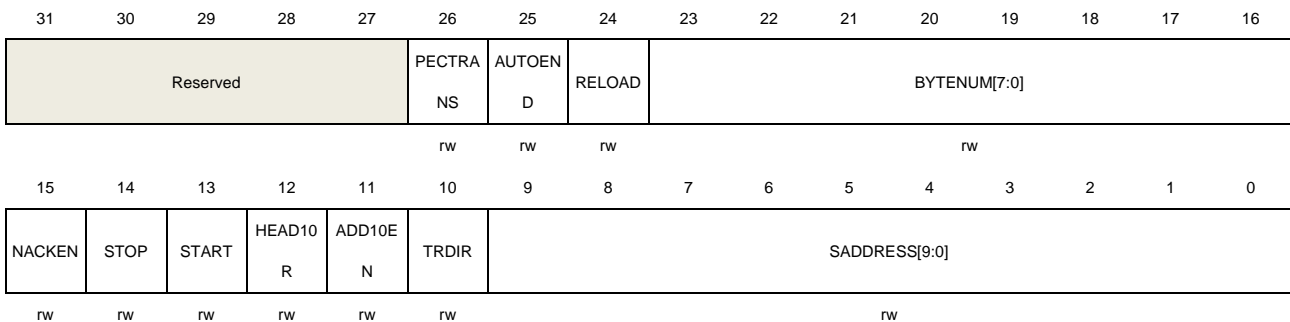 31 30 29 28 27 26 25 24 23 22 21 20 19 18 17 16
Reserved PECTRA NS AUTOEN D RELOAD BYTENUM[7:0]
rw rw rw rw
15 14 13 12 11 10 9 8 7 6 5 4 3 2 1 0
NACKEN STOP START HEAD10 R ADD10E N TRDIR SADDRESS[9:0]
rw rw rw rw rw rw rw